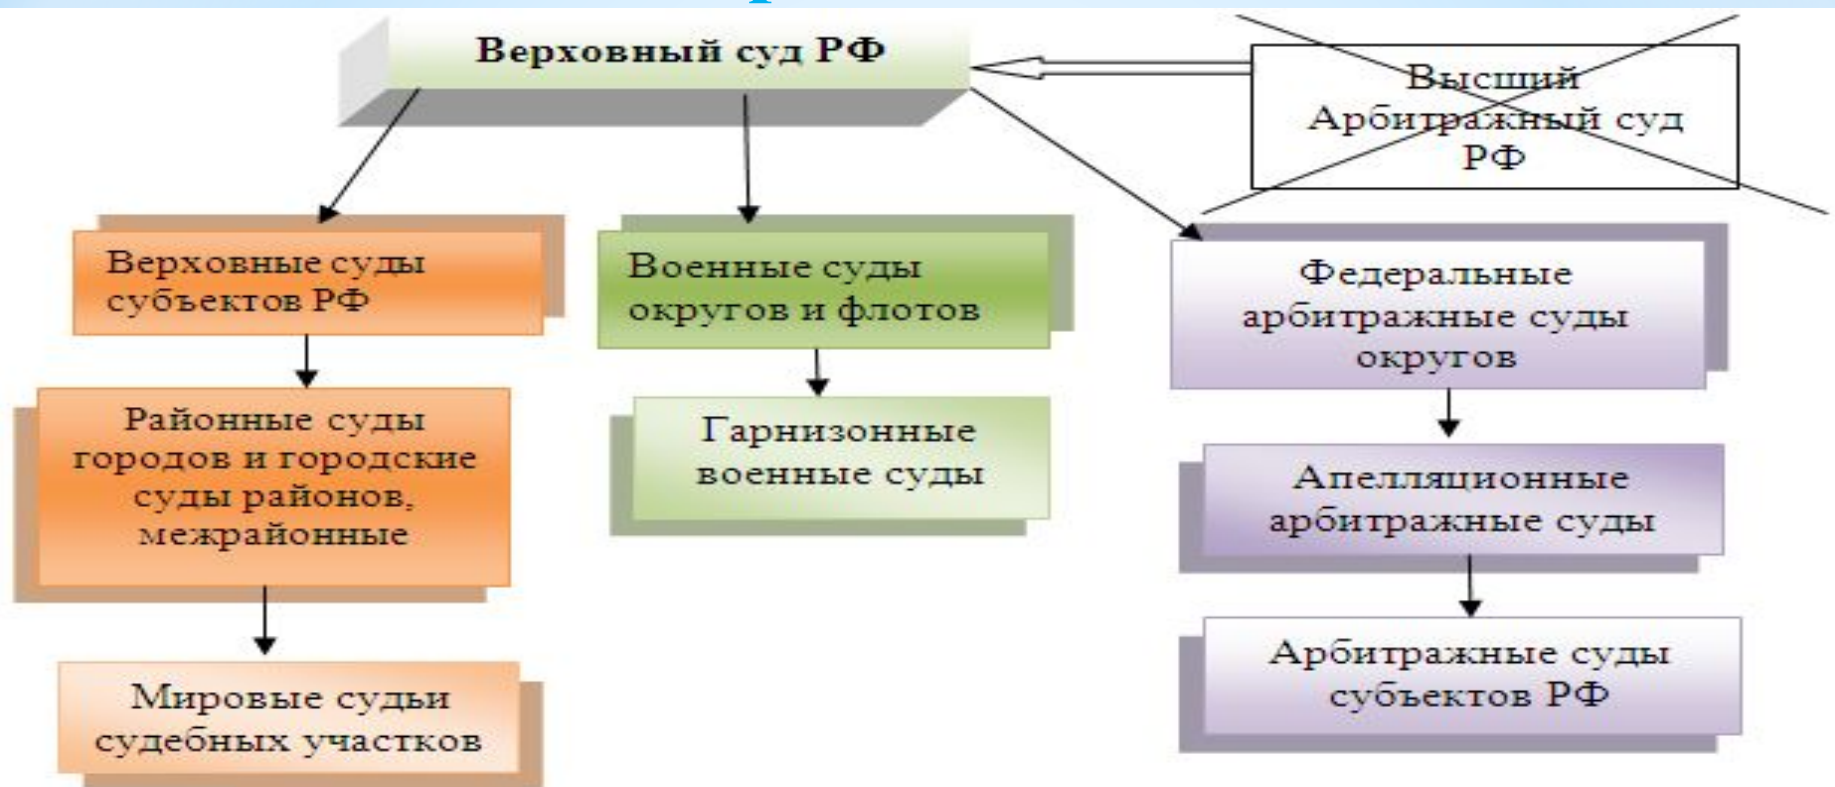 Верховный суд РФ
Высший
Арбитражный суд
РФ
Верховные суды
субъектов РФ
Районные суды
городов и городские
суды районов,
межрайонные
Мировые судьи
судебных участков
Военные суды
округов и флотов
Гарнизонные
военные суды
Федеральные
арбитражные суды
округов
Апелляционные
арбитражные суды
Арбитражные суды
субъектов РФ